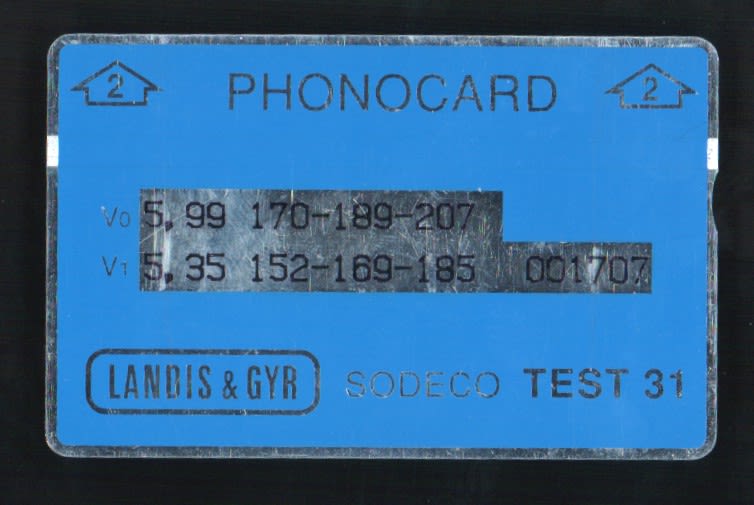 2 PHONOCARD 2
V0 5,99 170-189-207
V1 5,35 152-169-185 001707
LANDIS & GYR SODECO TEST 31